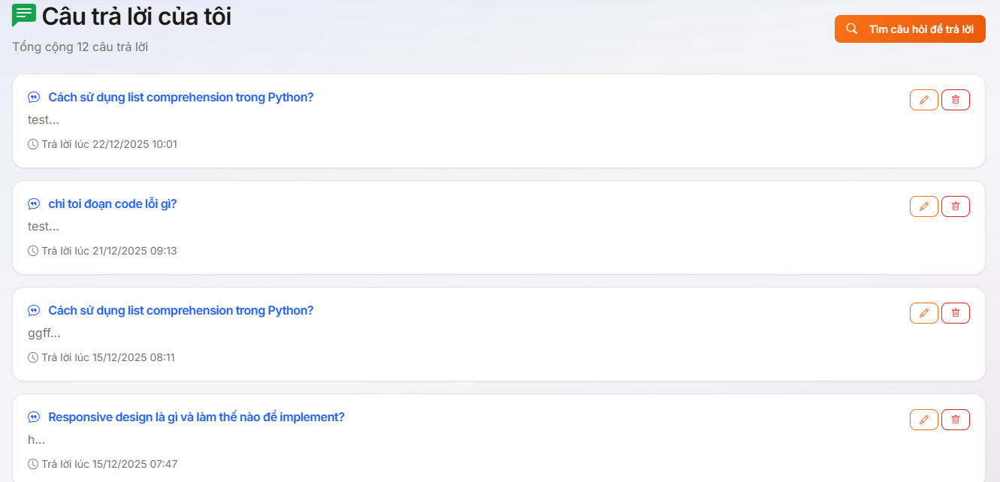 Câu trả lời của tôi
Tổng cộng 12 câu trả lời
Tìm câu hỏi để trả lời
Cách sử dụng list comprehension trong Python?
test...
Trả lời lúc 22/12/2025 10:01
chi toi đoạn code lỗi gì?
test...
Trả lời lúc 21/12/2025 09:13
Cách sử dụng list comprehension trong Python?
ggff...
Trả lời lúc 15/12/2025 08:11
Responsive design là gì và làm thế nào để implement?
h...
Trả lời lúc 15/12/2025 07:47